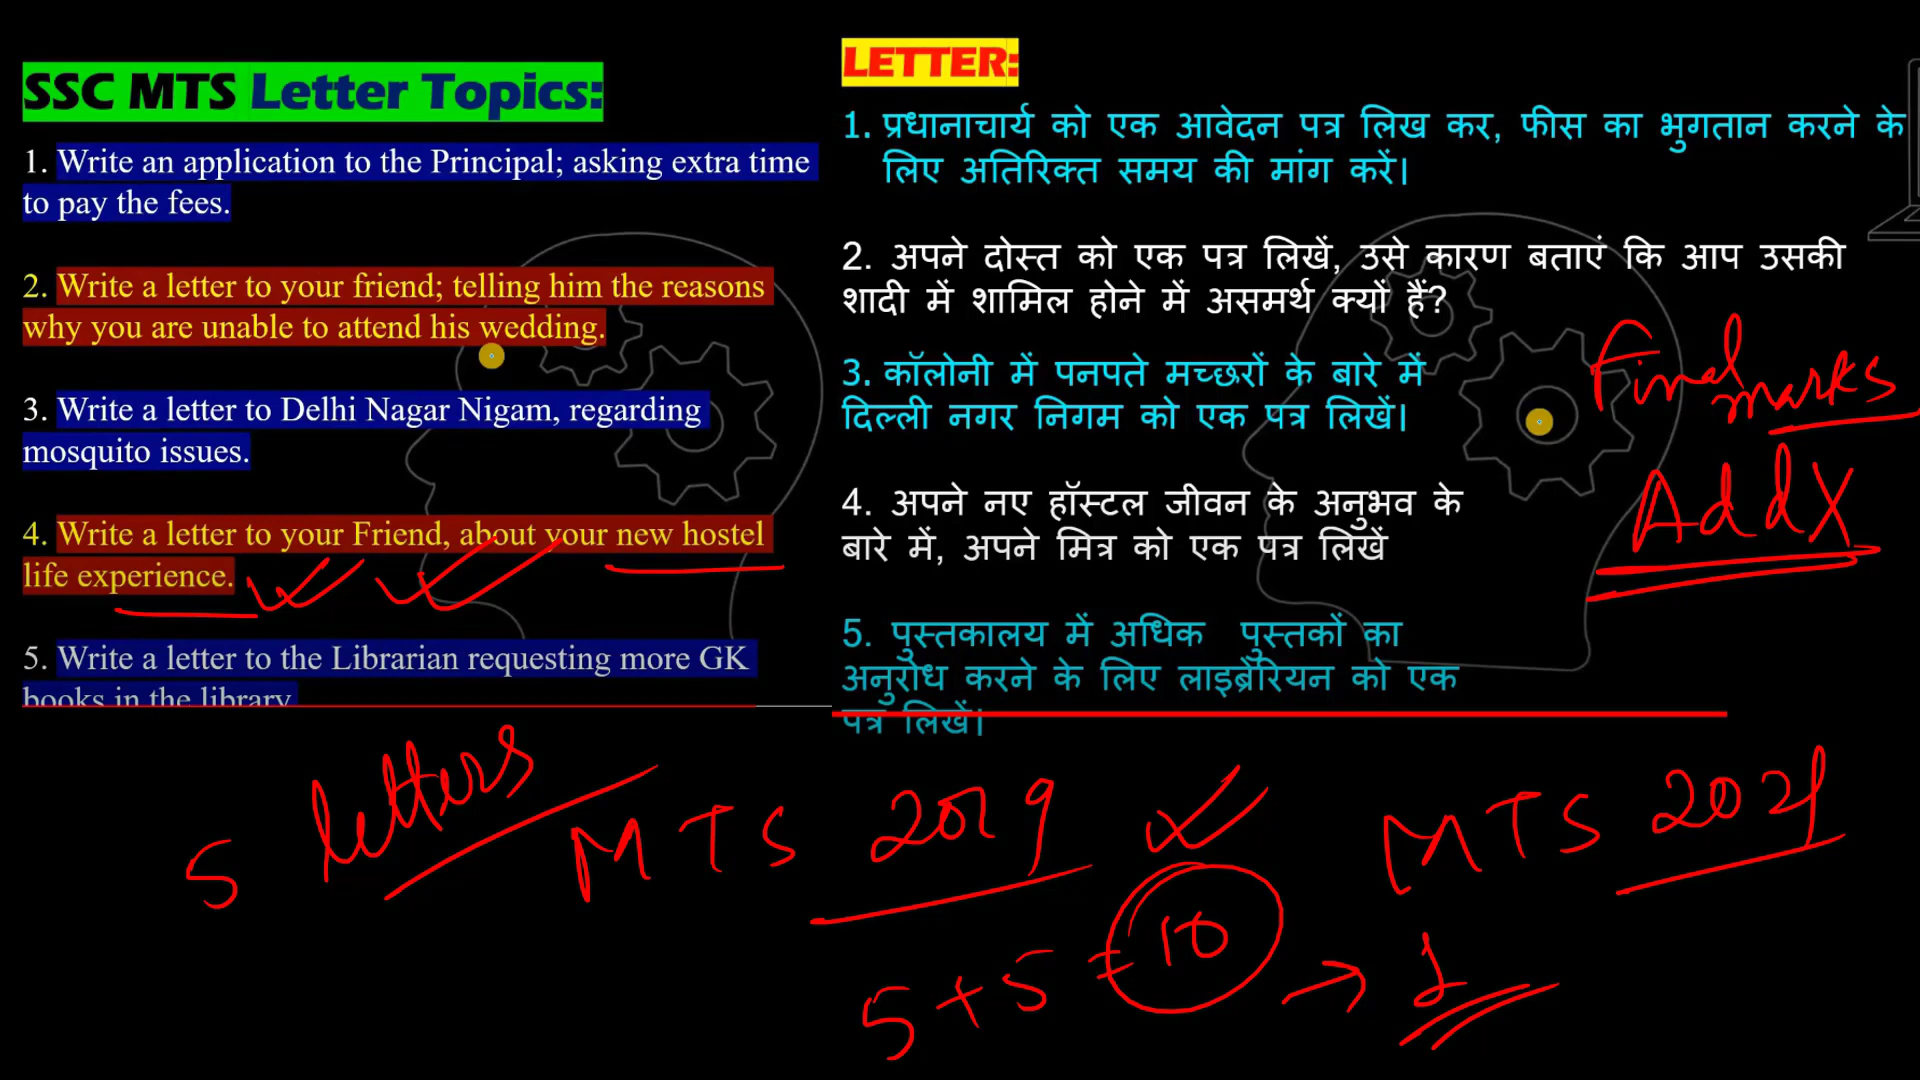 SSC MTS Letter Topics:
1. Write an application to the Principal; asking extra time
to pay the fees.
2. Write a letter to your friend; telling him the reasons
why you are unable to attend his wedding.
3. Write a letter to Delhi Nagar Nigam, regarding
mosquito issues.
4. Write a letter to your Friend, about your new hostel
life experience.
5. Write a letter to the Librarian requesting more GK
books in the library
LETTER:
1. प्रधानाचार्य को एक आवेदन पत्र लिख कर, फीस का भुगतान करने के
लिए अतिरिक्त समय की मांग करें।
2. अपने दोस्त को एक पत्र लिखें, उसे कारण बताएं कि आप उसकी
शादी में शामिल होने में असमर्थ क्यों हैं?
3. कॉलोनी में पनपते मच्छरों के बारे में
दिल्ली नगर निगम को एक पत्र लिखें।
4. अपने नए हॉस्टल जीवन के अनुभव के
बारे में, अपने मित्र को एक पत्र लिखें
5. पुस्तकालय में अधिक पुस्तकों का
अनुरोध करने के लिए लाइब्रेरियन को एक
पत्र लिखें।
Final
marks
Add X
5 letters
MTS 2019
MTS 2021
5 + 5 = 10 →